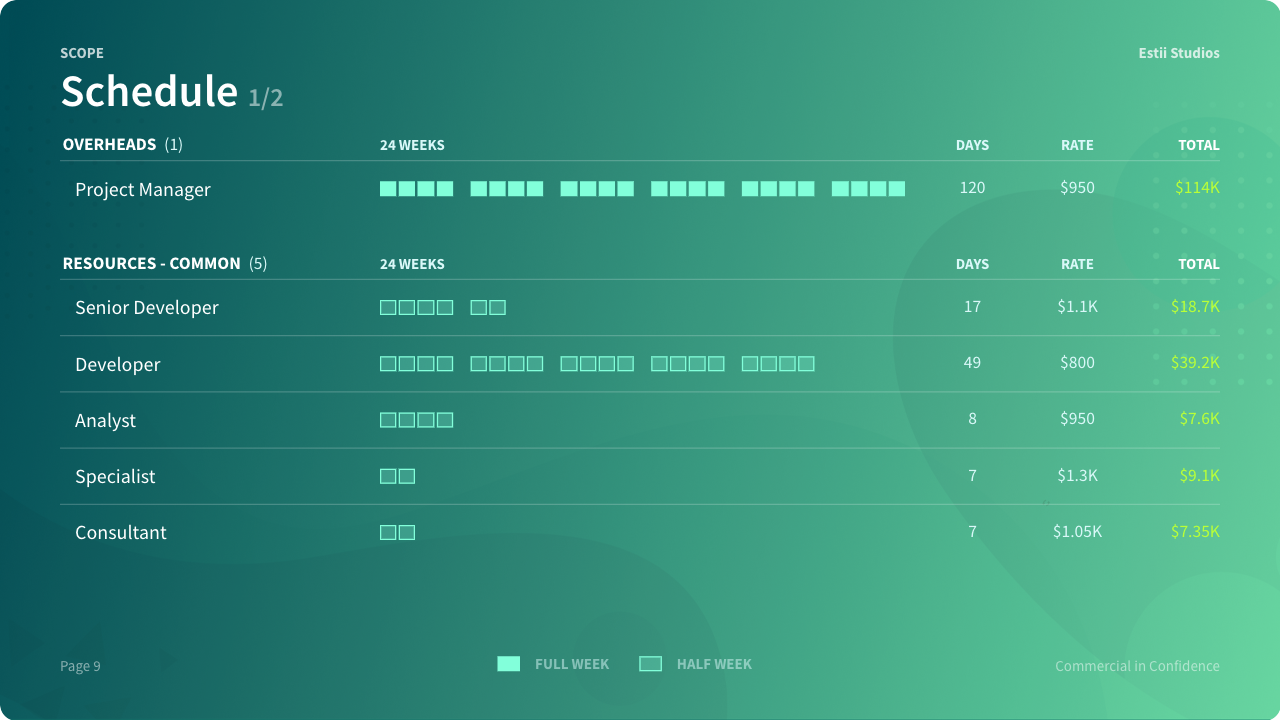 SCOPE
Estii Studios
Schedule 1/2
OVERHEADS (1) 24 WEEKS DAYS RATE TOTAL
Project Manager 120 $950 $114K
RESOURCES - COMMON (5) 24 WEEKS DAYS RATE TOTAL
Senior Developer 17 $1.1K $18.7K
Developer 49 $800 $39.2K
Analyst 8 $950 $7.6K
Specialist 7 $1.3K $9.1K
Consultant 7 $1.05K $7.35K
Page 9 FULL WEEK HALF WEEK Commercial in Confidence